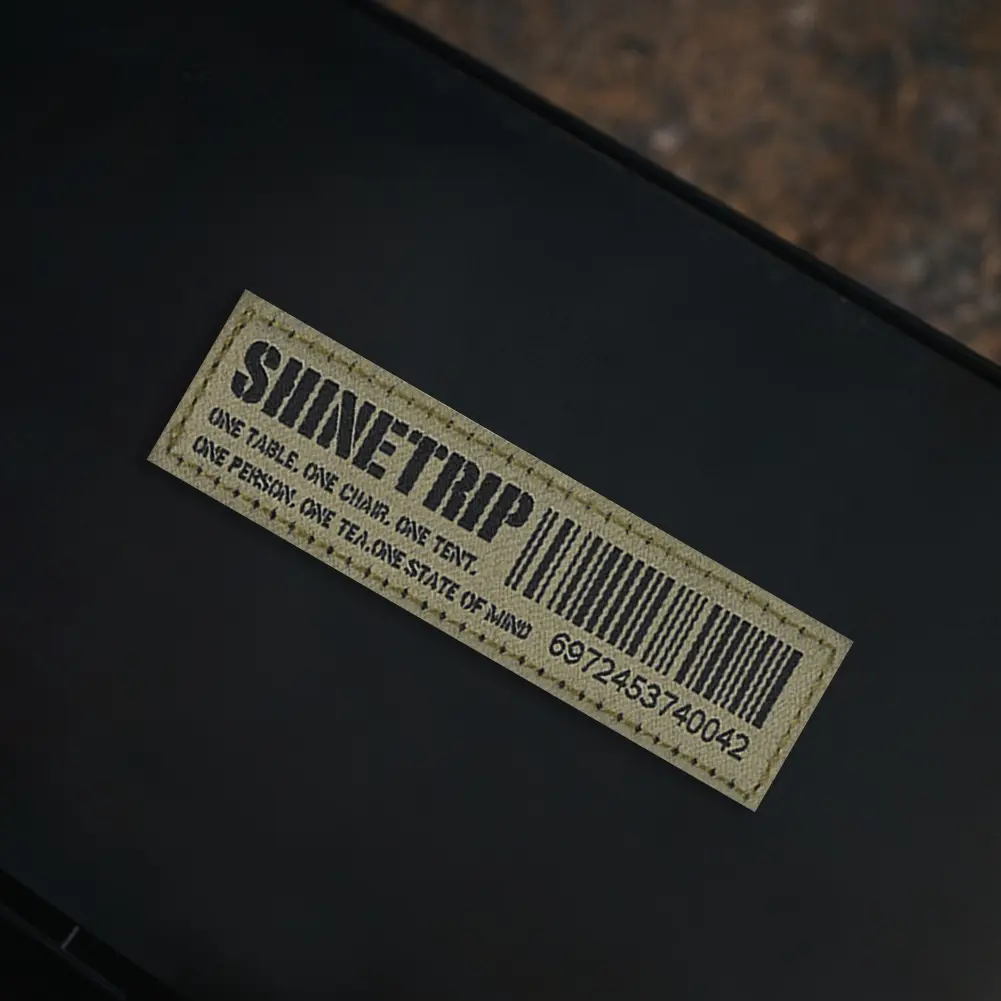 SHINETRIP
ONE TABLE. ONE CHAIR. ONE TENT.
ONE PERSON. ONE TEA.ONE STATE OF MIND
6972453740042